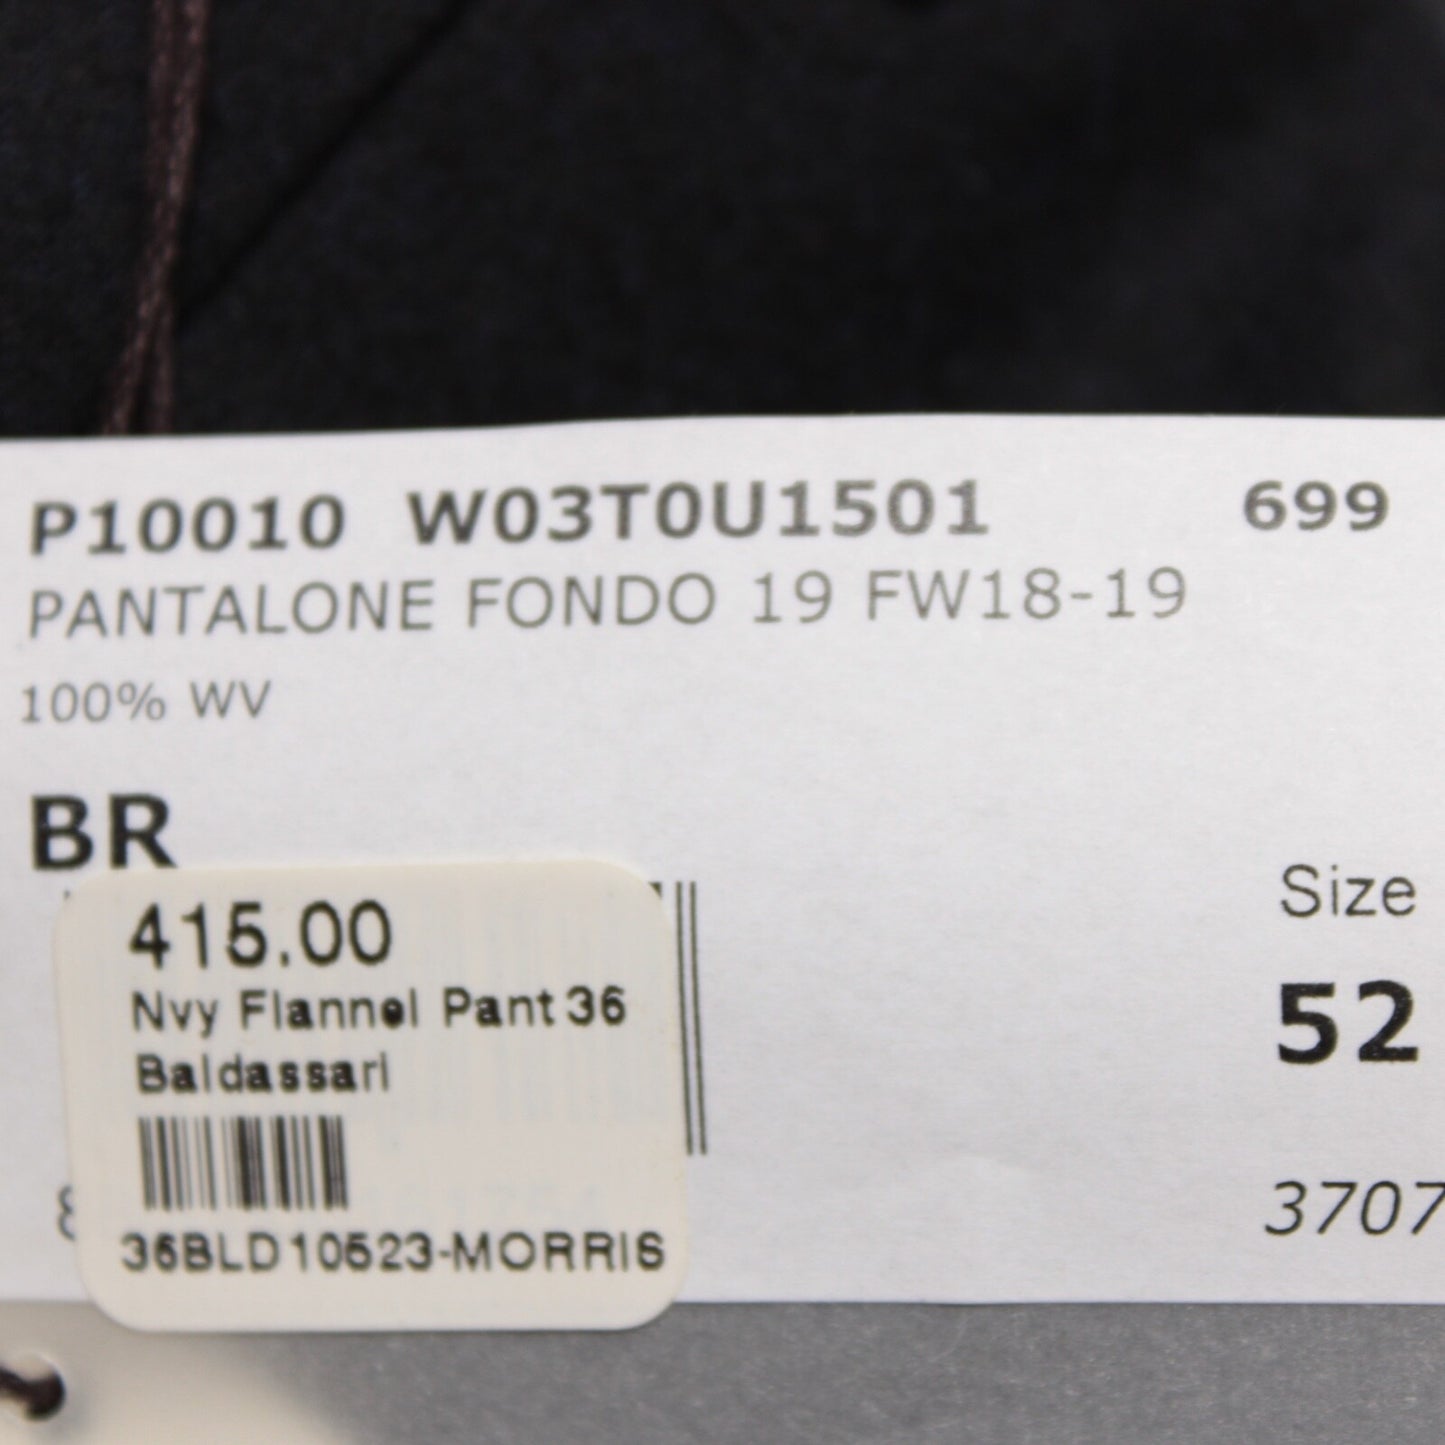 P10010 W03T0U1501 699
PANTALONE FONDO 19 FW18-19
100% WV
BR
Size
52
3707
415.00
Nvy Flannel Pant 36
Baldassari
36BLD10523-MORRIS